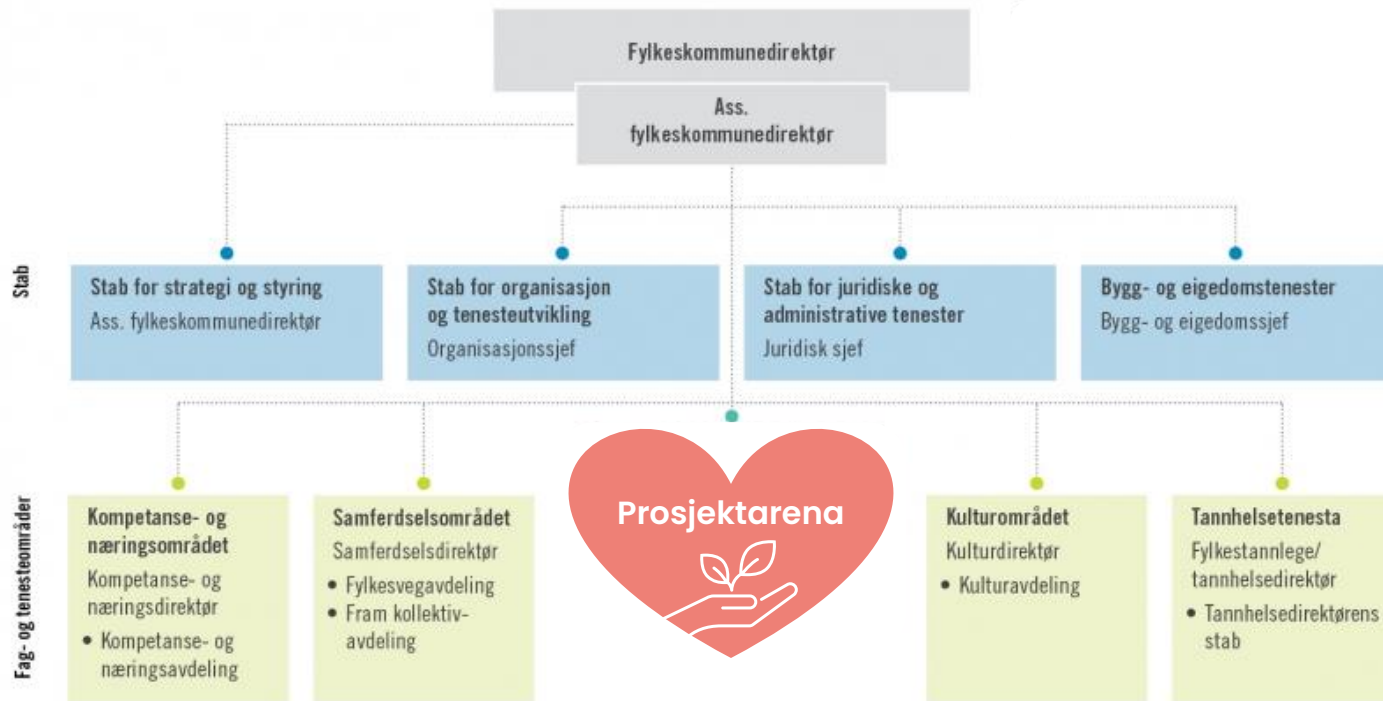 Fylkeskommunedirektør
Ass.
fylkeskommunedirektør
Stab
Stab for strategi og styring
Ass. fylkeskommunedirektør
Stab for organisasjon
og tenesteutvikling
Organisasjonssjef
Stab for juridiske og
administrative tenester
Juridisk sjef
Bygg- og eigedomstenester
Bygg- og eigedomssjef
Fag- og tenesteområder
Kompetanse- og
næringsområdet
Kompetanse- og
næringsdirektør
• Kompetanse- og
næringsavdeling
Samferdselsområdet
Samferdselsdirektør
• Fylkesvegavdeling
• Fram kollektiv-
avdeling
Prosjektarena
Kulturområdet
Kulturdirektør
• Kulturavdeling
Tannhelsetenesta
Fylkestannlege/
tannhelsedirektør
• Tannhelsedirektørens
stab